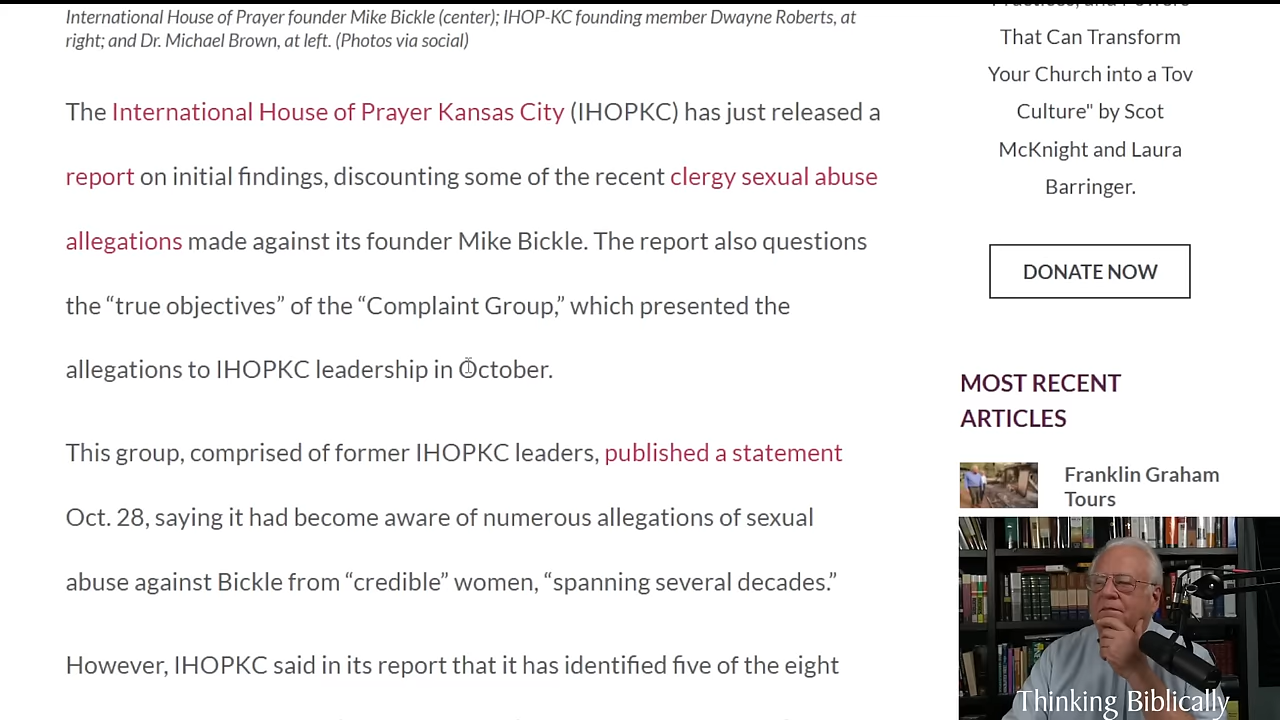 International House of Prayer founder Mike Bickle (center); IHOP-KC founding member Dwayne Roberts, at
right; and Dr. Michael Brown, at left. (Photos via social)
The International House of Prayer Kansas City (IHOPKC) has just released a
report on initial findings, discounting some of the recent clergy sexual abuse
allegations made against its founder Mike Bickle. The report also questions
the “true objectives” of the “Complaint Group,” which presented the
allegations to IHOPKC leadership in October.
This group, comprised of former IHOPKC leaders, published a statement
Oct. 28, saying it had become aware of numerous allegations of sexual
abuse against Bickle from “credible” women, “spanning several decades.”
However, IHOPKC said in its report that it has identified five of the eight
That Can Transform
Your Church into a Tov
Culture" by Scot
McKnight and Laura
Barringer.
DONATE NOW
MOST RECENT
ARTICLES
Franklin Graham
Tours
Thinking Biblically